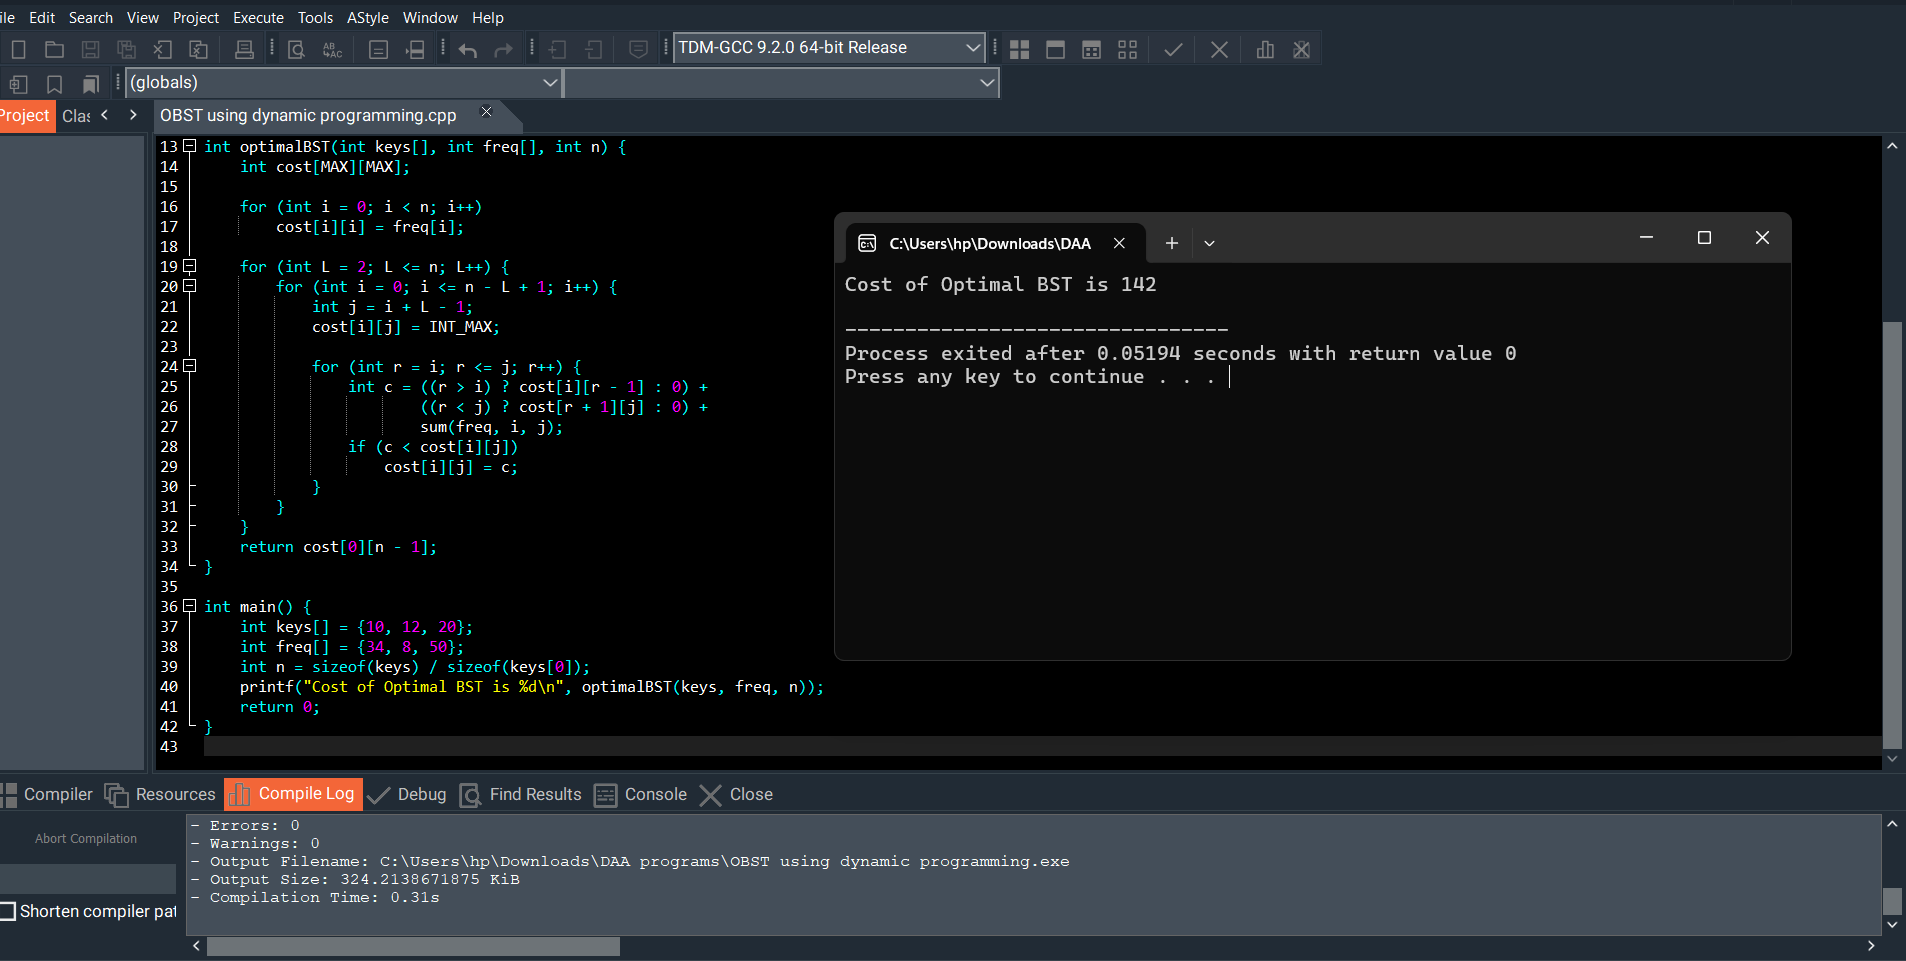 ile Edit Search View Project Execute Tools AStyle Window Help
TDM-GCC 9.2.0 64-bit Release
(globals)
Project Clas OBST using dynamic programming.cpp
13 int optimalBST(int keys[], int freq[], int n) {
14 int cost[MAX][MAX];
15
16 for (int i = 0; i < n; i++)
17 cost[i][i] = freq[i];
18
19 for (int L = 2; L <= n; L++) {
20 for (int i = 0; i <= n - L + 1; i++) {
21 int j = i + L - 1;
22 cost[i][j] = INT_MAX;
23
24 for (int r = i; r <= j; r++) {
25 int c = ((r > i) ? cost[i][r - 1] : 0) +
26 ((r < j) ? cost[r + 1][j] : 0) +
27 sum(freq, i, j);
28 if (c < cost[i][j])
29 cost[i][j] = c;
30 }
31 }
32 }
33 return cost[0][n - 1];
34 }
35
36 int main() {
37 int keys[] = {10, 12, 20};
38 int freq[] = {34, 8, 50};
39 int n = sizeof(keys) / sizeof(keys[0]);
40 printf("Cost of Optimal BST is %d\n", optimalBST(keys, freq, n));
41 return 0;
42 }
43
C:\Users\hp\Downloads\DAA
Cost of Optimal BST is 142
--------------------------------
Process exited after 0.05194 seconds with return value 0
Press any key to continue . . .
Compiler Resources Compile Log Debug Find Results Console Close
Abort Compilation
Shorten compiler pat
- Errors: 0
- Warnings: 0
- Output Filename: C:\Users\hp\Downloads\DAA programs\OBST using dynamic programming.exe
- Output Size: 324.2138671875 KiB
- Compilation Time: 0.31s